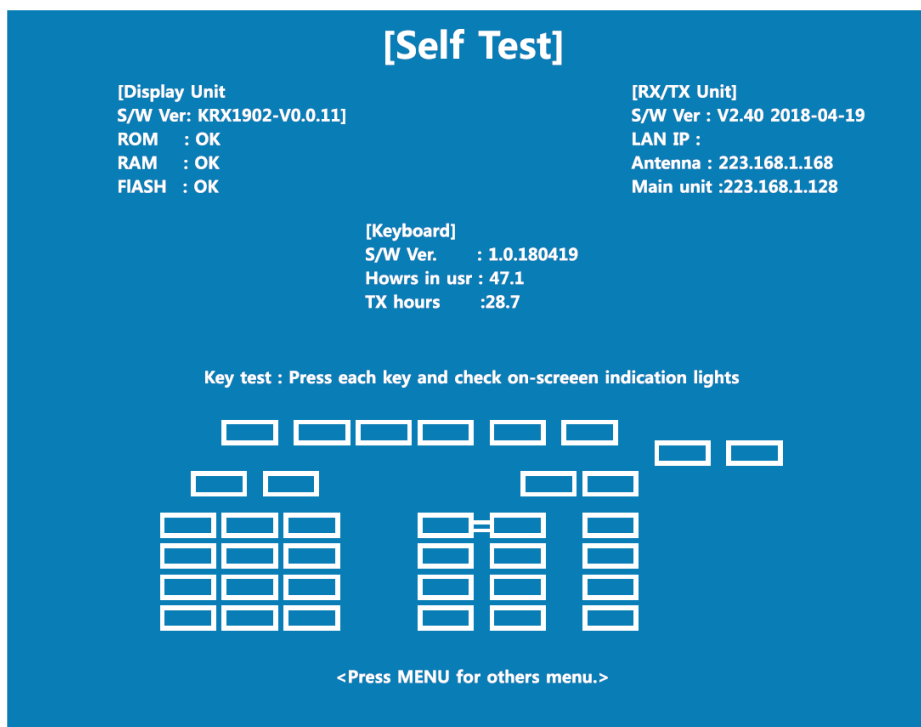 [Self Test]
[Display Unit
S/W Ver: KRX1902-V0.0.11]
ROM : OK
RAM : OK
FlASH : OK
[RX/TX Unit]
S/W Ver : V2.40 2018-04-19
LAN IP :
Antenna : 223.168.1.168
Main unit :223.168.1.128
[Keyboard]
S/W Ver. : 1.0.180419
Howrs in usr : 47.1
TX hours :28.7
Key test : Press each key and check on-screeen indication lights
<Press MENU for others menu.>